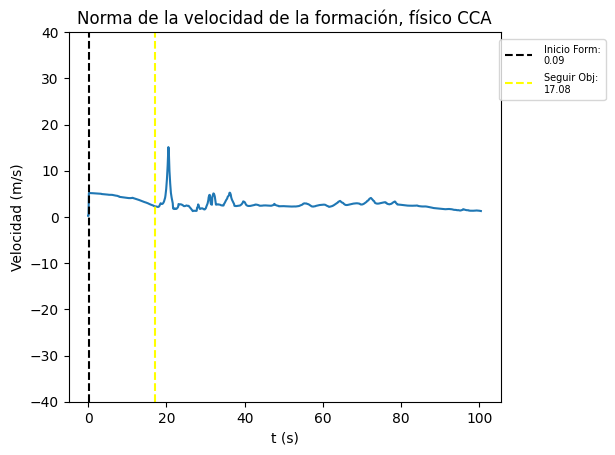 Norma de la velocidad de la formación, físico CCA
Inicio Form:
0.09
Seguir Obj:
17.08
Velocidad (m/s)
40
30
20
10
0
−10
−20
−30
−40
0 20 40 60 80 100
t (s)